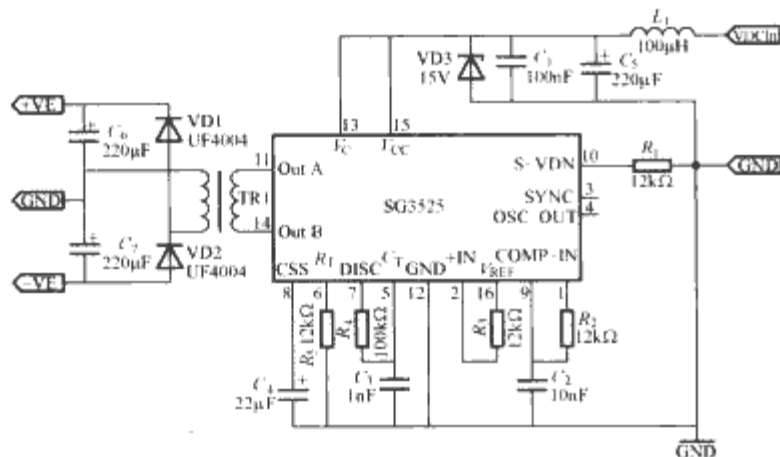 L1
100μH
VDCin
VD3
15V
100nF
C5
220μF
+VE
C6
220μF
VD1
UF4004
GND
TR1
C7
220μF
VD2
UF4004
-VE
13
15
VC
VCC
11
Out A
14
Out B
SG3525
S- VDN
10
R1
12kΩ
GND
SYNC
3
OSC OUT
4
CSS
RT
DISC
CT
GND
+IN
VREF
COMP
-IN
8
6
7
5
12
2
16
9
1
12kΩ
R4
100kΩ
R3
12kΩ
R2
12kΩ
C4
22μF
1nF
C2
10nF
GND